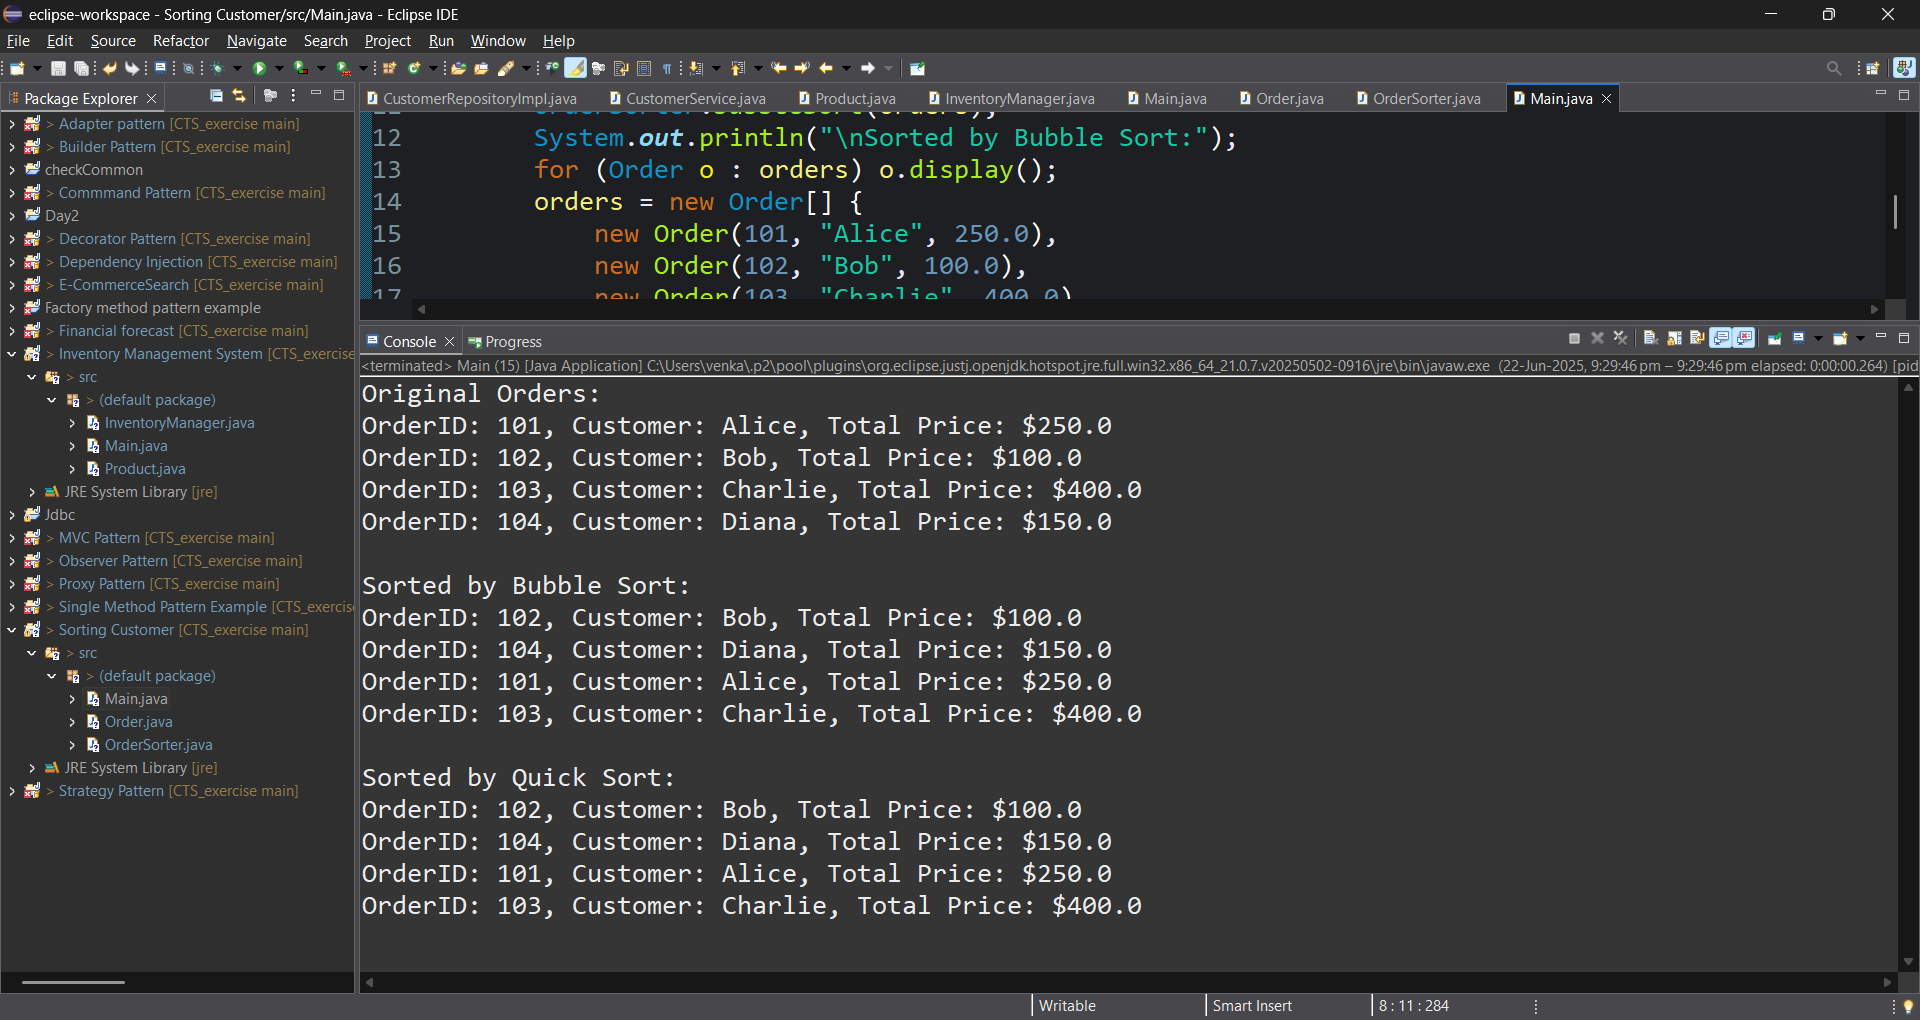 eclipse-workspace - Sorting Customer/src/Main.java - Eclipse IDE
File Edit Source Refactor Navigate Search Project Run Window Help
Package Explorer
> Adapter pattern [CTS_exercise main]
> Builder Pattern [CTS_exercise main]
checkCommon
> Commmand Pattern [CTS_exercise main]
Day2
> Decorator Pattern [CTS_exercise main]
> Dependency Injection [CTS_exercise main]
> E-CommerceSearch [CTS_exercise main]
Factory method pattern example
> Financial forecast [CTS_exercise main]
> Inventory Management System [CTS_exercise
> src
> (default package)
InventoryManager.java
Main.java
Product.java
JRE System Library [jre]
Jdbc
> MVC Pattern [CTS_exercise main]
> Observer Pattern [CTS_exercise main]
> Proxy Pattern [CTS_exercise main]
> Single Method Pattern Example [CTS_exercis
> Sorting Customer [CTS_exercise main]
> src
> (default package)
Main.java
Order.java
OrderSorter.java
JRE System Library [jre]
> Strategy Pattern [CTS_exercise main]
CustomerRepositoryImpl.java CustomerService.java Product.java InventoryManager.java Main.java Order.java OrderSorter.java Main.java
12 System.out.println("\nSorted by Bubble Sort:");
13 for (Order o : orders) o.display();
14 orders = new Order[] {
15 new Order(101, "Alice", 250.0),
16 new Order(102, "Bob", 100.0),
17 new Order(103, "Charlie", 400.0)
Console Progress
<terminated> Main (15) [Java Application] C:\Users\venka\.p2\pool\plugins\org.eclipse.justj.openjdk.hotspot.jre.full.win32.x86_64_21.0.7.v20250502-0916\jre\bin\javaw.exe (22-Jun-2025, 9:29:46 pm – 9:29:46 pm elapsed: 0:00:00.264) [pid
Original Orders:
OrderID: 101, Customer: Alice, Total Price: $250.0
OrderID: 102, Customer: Bob, Total Price: $100.0
OrderID: 103, Customer: Charlie, Total Price: $400.0
OrderID: 104, Customer: Diana, Total Price: $150.0
Sorted by Bubble Sort:
OrderID: 102, Customer: Bob, Total Price: $100.0
OrderID: 104, Customer: Diana, Total Price: $150.0
OrderID: 101, Customer: Alice, Total Price: $250.0
OrderID: 103, Customer: Charlie, Total Price: $400.0
Sorted by Quick Sort:
OrderID: 102, Customer: Bob, Total Price: $100.0
OrderID: 104, Customer: Diana, Total Price: $150.0
OrderID: 101, Customer: Alice, Total Price: $250.0
OrderID: 103, Customer: Charlie, Total Price: $400.0
Writable Smart Insert 8 : 11 : 284